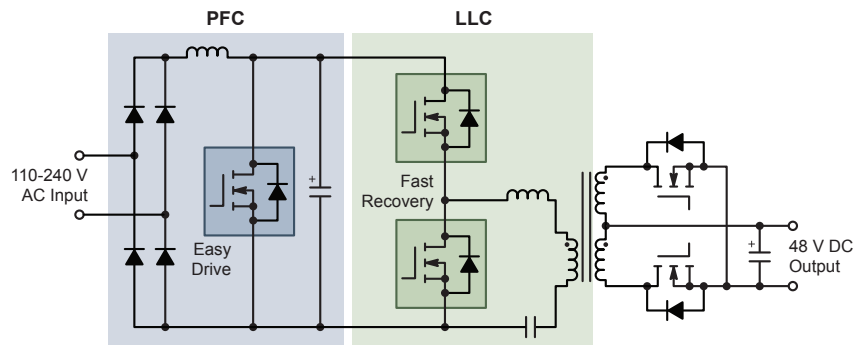 PFC
LLC
110-240 V
AC Input
Easy
Drive
+
Fast
Recovery
+
48 V DC
Output